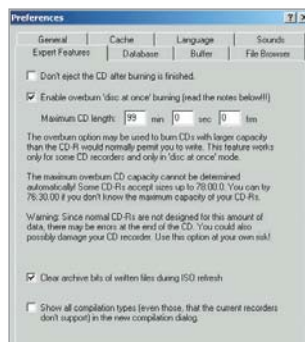 Preferences
General Cache Language Sounds
Expert Features Database Buffer File Browser
Don't eject the CD after burning is finished.
Enable overburn 'disc at once' burning (read the notes below!!!)
Maximum CD length: 99 min 0 sec 0 frm
The overburn option may be used to burn CDs with larger capacity
than the CD-R would normally permit you to write. This feature works
only for some CD recorders and only in 'disc at once' mode.
The maximum overburn CD capacity cannot be determined
automatically! Some CD-Rs accept sizes up to 78:00.0. You can try
76:30.00 if you don't know the maximum capacity of your CD-Rs.
Warning: Since normal CD-Rs are not designed for this amount of
data, there may be errors at the end of the CD. You could also
possibly damage your CD recorder. Use this option at your own risk!
Clear archive bits of written files during ISO refresh
Show all compilation types (even those, that the current recorders
don't support) in the new compilation dialog.